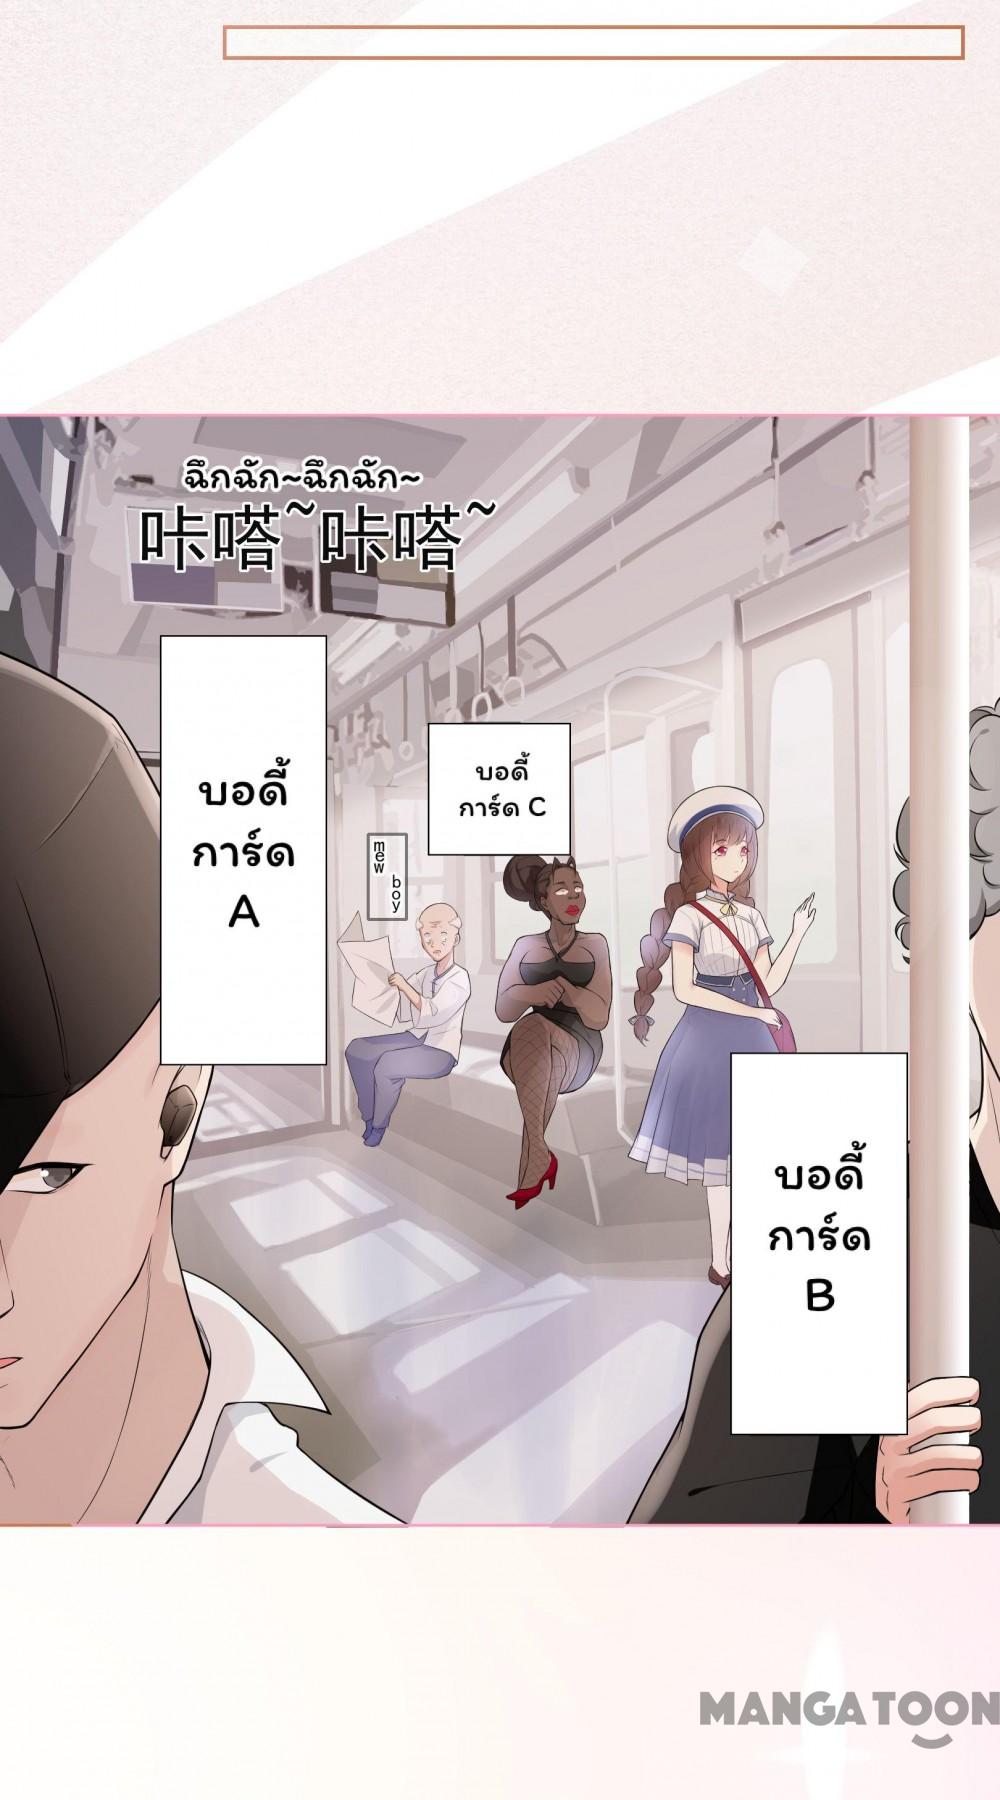 ฉึกฉัก~ฉึกฉัก~
咔嗒~咔嗒~
บอดี้
การ์ด
A
บอดี้
การ์ด C
mew
boy
บอดี้
การ์ด
B
MANGATOON